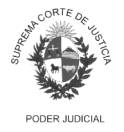 SUPREMA CORTE DE JUSTICIA
PODER JUDICIAL